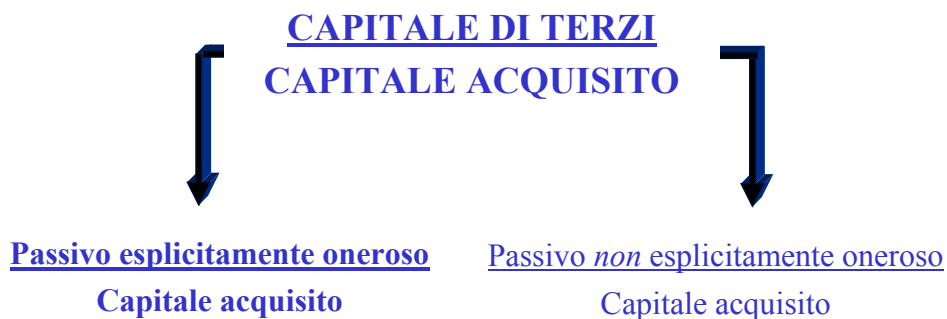 CAPITALE DI TERZI
CAPITALE ACQUISITO
Passivo esplicitamente oneroso
Capitale acquisito
Passivo non esplicitamente oneroso
Capitale acquisito